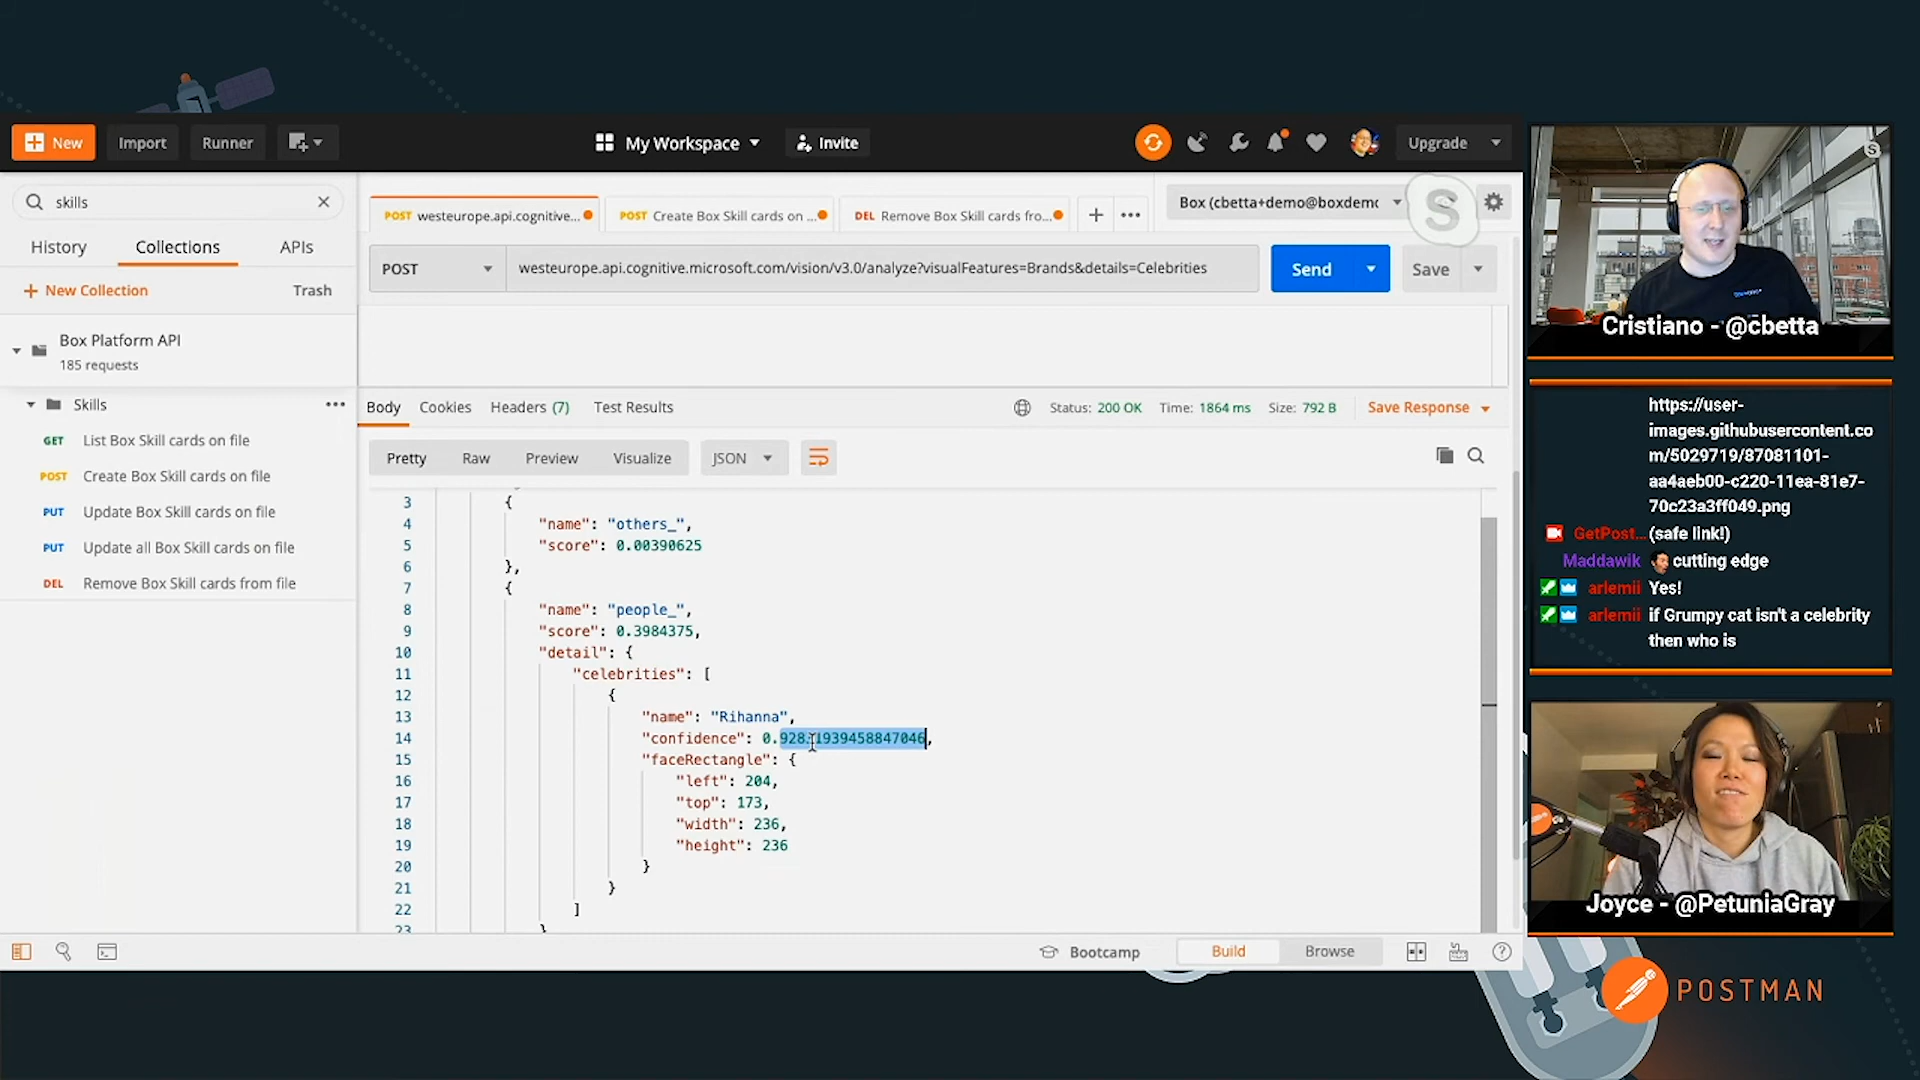 New
Import
Runner
My Workspace
Invite
Upgrade
skills
History
Collections
APIs
New Collection
Trash
Box Platform API
185 requests
Skills
GET List Box Skill cards on file
POST Create Box Skill cards on file
PUT Update Box Skill cards on file
PUT Update all Box Skill cards on file
DEL Remove Box Skill cards from file
POST westeurope.api.cognitive...
POST Create Box Skill cards on ...
DEL Remove Box Skill cards fro...
Box (cbetta+demo@boxdemo
S
POST
westeurope.api.cognitive.microsoft.com/vision/v3.0/analyze?visualFeatures=Brands&details=Celebrities
Send
Save
Body
Cookies
Headers (7)
Test Results
Status: 200 OK
Time: 1864 ms
Size: 792 B
Save Response
Pretty
Raw
Preview
Visualize
JSON
3 {
4 "name": "others_",
5 "score": 0.00390625
6 },
7 {
8 "name": "people_",
9 "score": 0.3984375,
10 "detail": {
11 "celebrities": [
12 {
13 "name": "Rihanna",
14 "confidence":
15 "faceRectangle": {
16 "left": 204,
17 "top": 173,
18 "width": 236,
19 "height": 236
20 }
21 }
22 ]
23 }
Bootcamp
Build
Browse
Cristiano - @cbetta
https://user-
images.githubusercontent.co
m/5029719/87081101-
aa4aeb00-c220-11ea-81e7-
70c23a3ff049.png
GetPost... (safe link!)
Maddawik cutting edge
arlemii Yes!
arlemii if Grumpy cat isn't a celebrity
then who is
Joyce - @PetuniaGray
POSTMAN